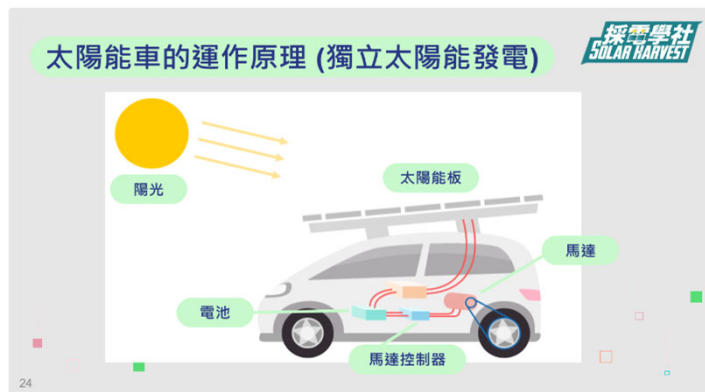 太陽能車的運作原理 (獨立太陽能發電)
採電學社
SOLAR HARVEST
陽光
太陽能板
馬達
電池
馬達控制器
24